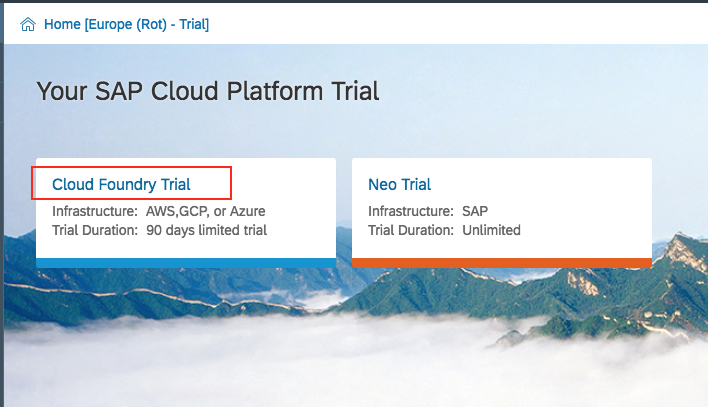 Home [Europe (Rot) - Trial]
Your SAP Cloud Platform Trial
Cloud Foundry Trial
Infrastructure: AWS,GCP, or Azure
Trial Duration: 90 days limited trial
Neo Trial
Infrastructure: SAP
Trial Duration: Unlimited